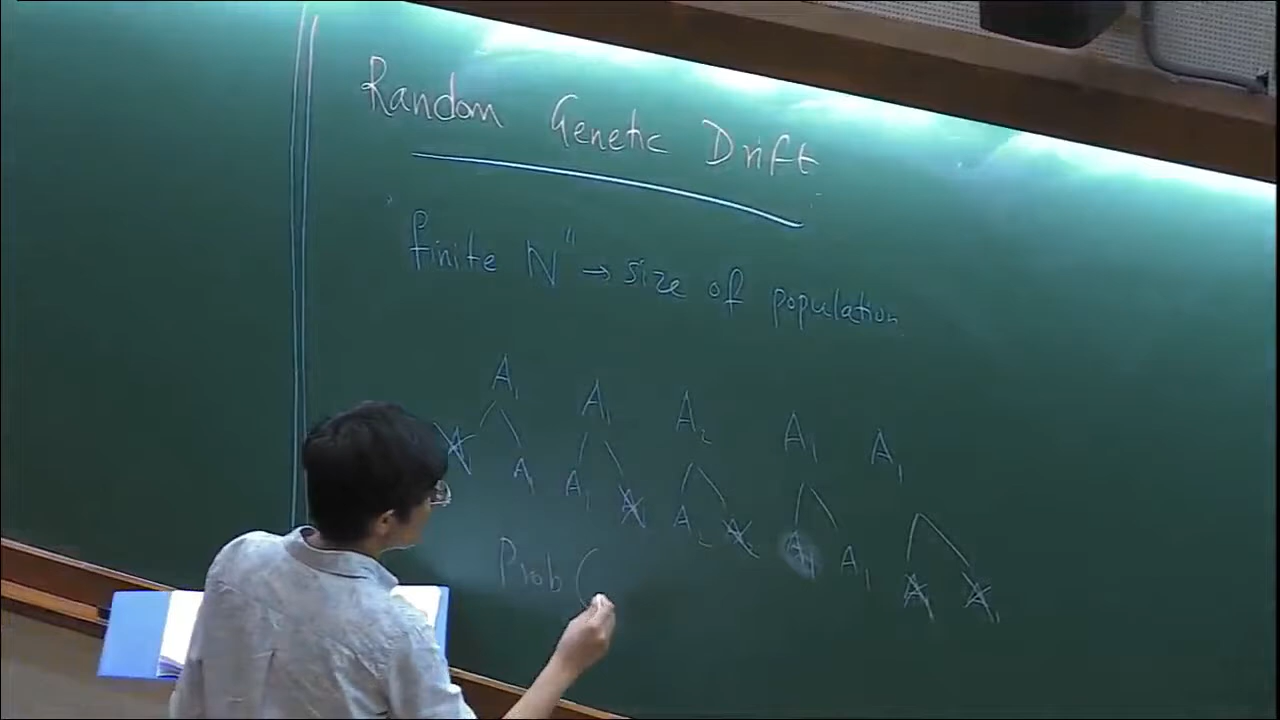 Random Genetic Drift
finite N" → size of population
A₁ A₁ A₂ A₁ A₁
A₁ A₁ A₂ A₁
Prob (